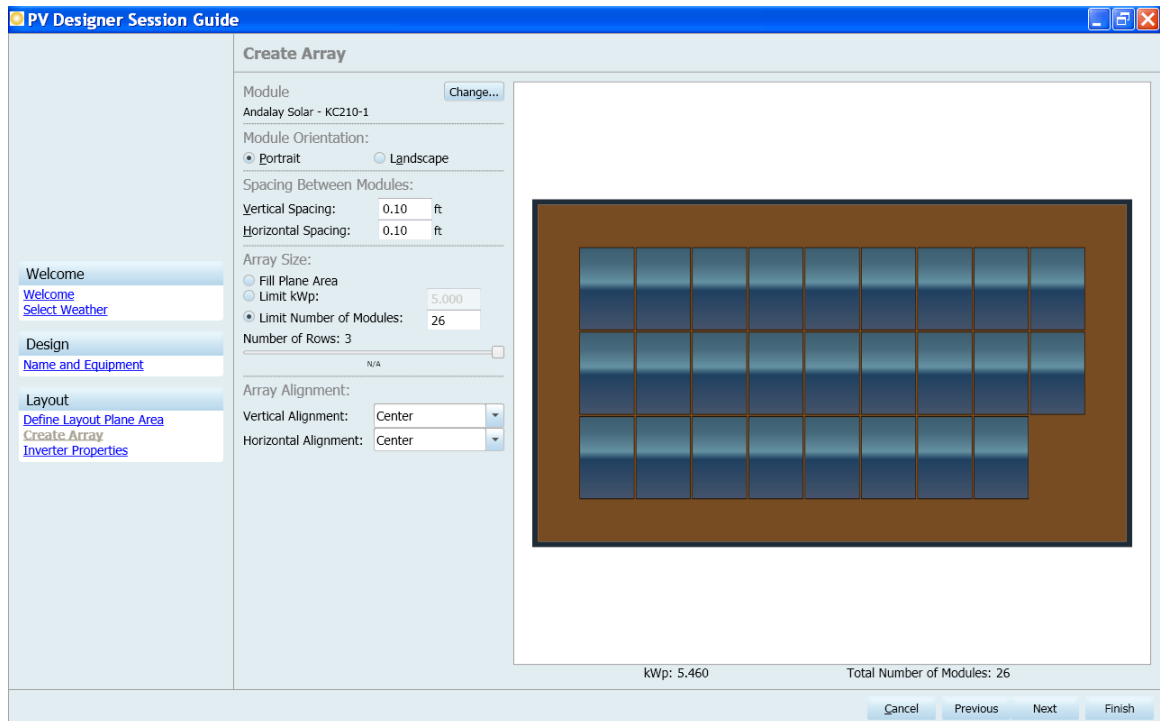 PV Designer Session Guide
Welcome
Welcome
Select Weather
Design
Name and Equipment
Layout
Define Layout Plane Area
Create Array
Inverter Properties
Create Array
Module Change...
Andalay Solar - KC210-1
Module Orientation:
Portrait Landscape
Spacing Between Modules:
Vertical Spacing: 0.10 ft
Horizontal Spacing: 0.10 ft
Array Size:
Fill Plane Area
Limit kWp: 5.000
Limit Number of Modules: 26
Number of Rows: 3
N/A
Array Alignment:
Vertical Alignment: Center
Horizontal Alignment: Center
kWp: 5.460 Total Number of Modules: 26
Cancel Previous Next Finish